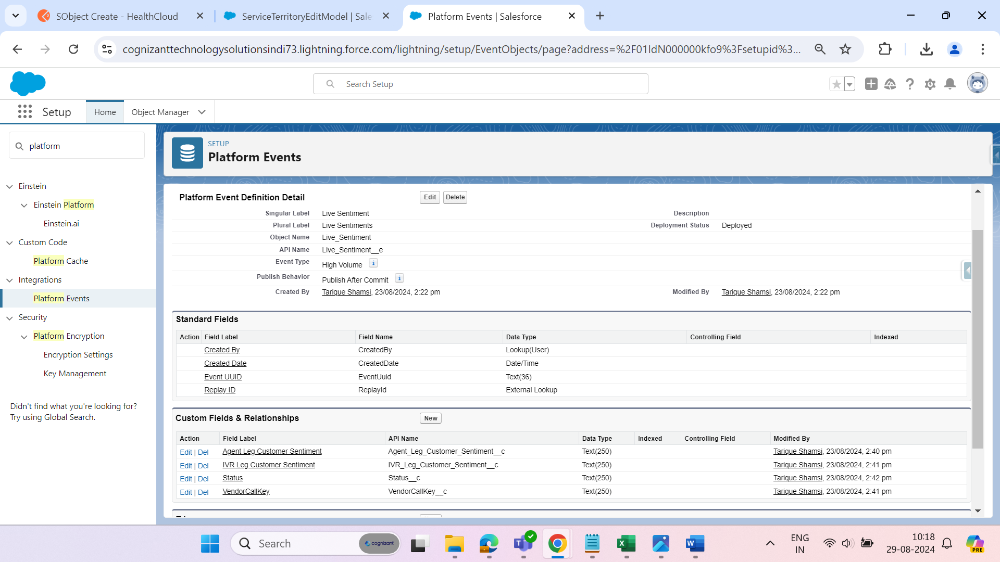 SObject Create - HealthCloud
ServiceTerritoryEditModel | Sale
Platform Events | Salesforce
cognizanttechnologysolutionsindi73.lightning.force.com/lightning/setup/EventObjects/page?address=%2F01IdN000000kfo9%3Fsetupid%3...
Search Setup
Setup
Home
Object Manager
platform
Einstein
Einstein Platform
Einstein.ai
Custom Code
Platform Cache
Integrations
Platform Events
Security
Platform Encryption
Encryption Settings
Key Management
Didn't find what you're looking for?
Try using Global Search.
SETUP
Platform Events
Platform Event Definition Detail Edit Delete
Singular Label Live Sentiment Description
Plural Label Live Sentiments Deployment Status Deployed
Object Name Live_Sentiment
API Name Live_Sentiment__e
Event Type High Volume i
Publish Behavior Publish After Commit i
Created By Tarique Shamsi, 23/08/2024, 2:22 pm Modified By Tarique Shamsi, 23/08/2024, 2:22 pm
Standard Fields
Action Field Label Field Name Data Type Controlling Field Indexed
Created By CreatedBy Lookup(User)
Created Date CreatedDate Date/Time
Event UUID EventUuid Text(36)
Replay ID ReplayId External Lookup
Custom Fields & Relationships New
Action Field Label API Name Data Type Indexed Controlling Field Modified By
Edit | Del Agent Leg Customer Sentiment Agent_Leg_Customer_Sentiment__c Text(250) Tarique Shamsi, 23/08/2024, 2:40 pm
Edit | Del IVR Leg Customer Sentiment IVR_Leg_Customer_Sentiment__c Text(250) Tarique Shamsi, 23/08/2024, 2:41 pm
Edit | Del Status Status__c Text(250) Tarique Shamsi, 23/08/2024, 2:42 pm
Edit | Del VendorCallKey VendorCallKey__c Text(250) Tarique Shamsi, 23/08/2024, 2:41 pm
Search
cognizant
ENG
IN
10:18
29-08-2024
PRE